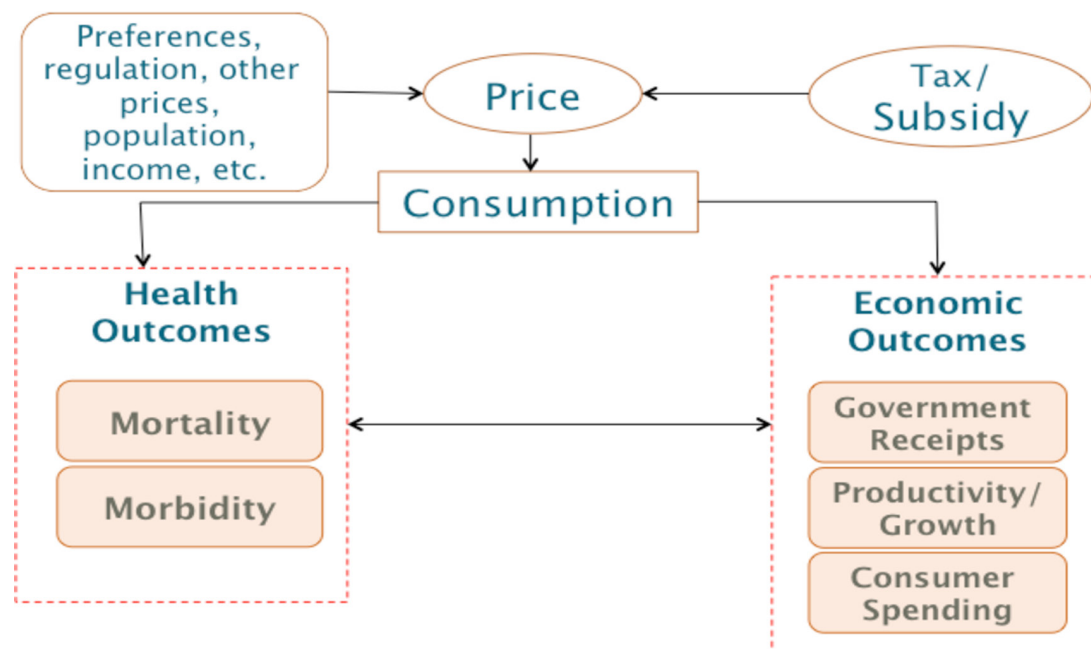 Preferences,
regulation, other
prices,
population,
income, etc.
Price
Tax/
Subsidy
Consumption
Health
Outcomes
Mortality
Morbidity
Economic
Outcomes
Government
Receipts
Productivity/
Growth
Consumer
Spending